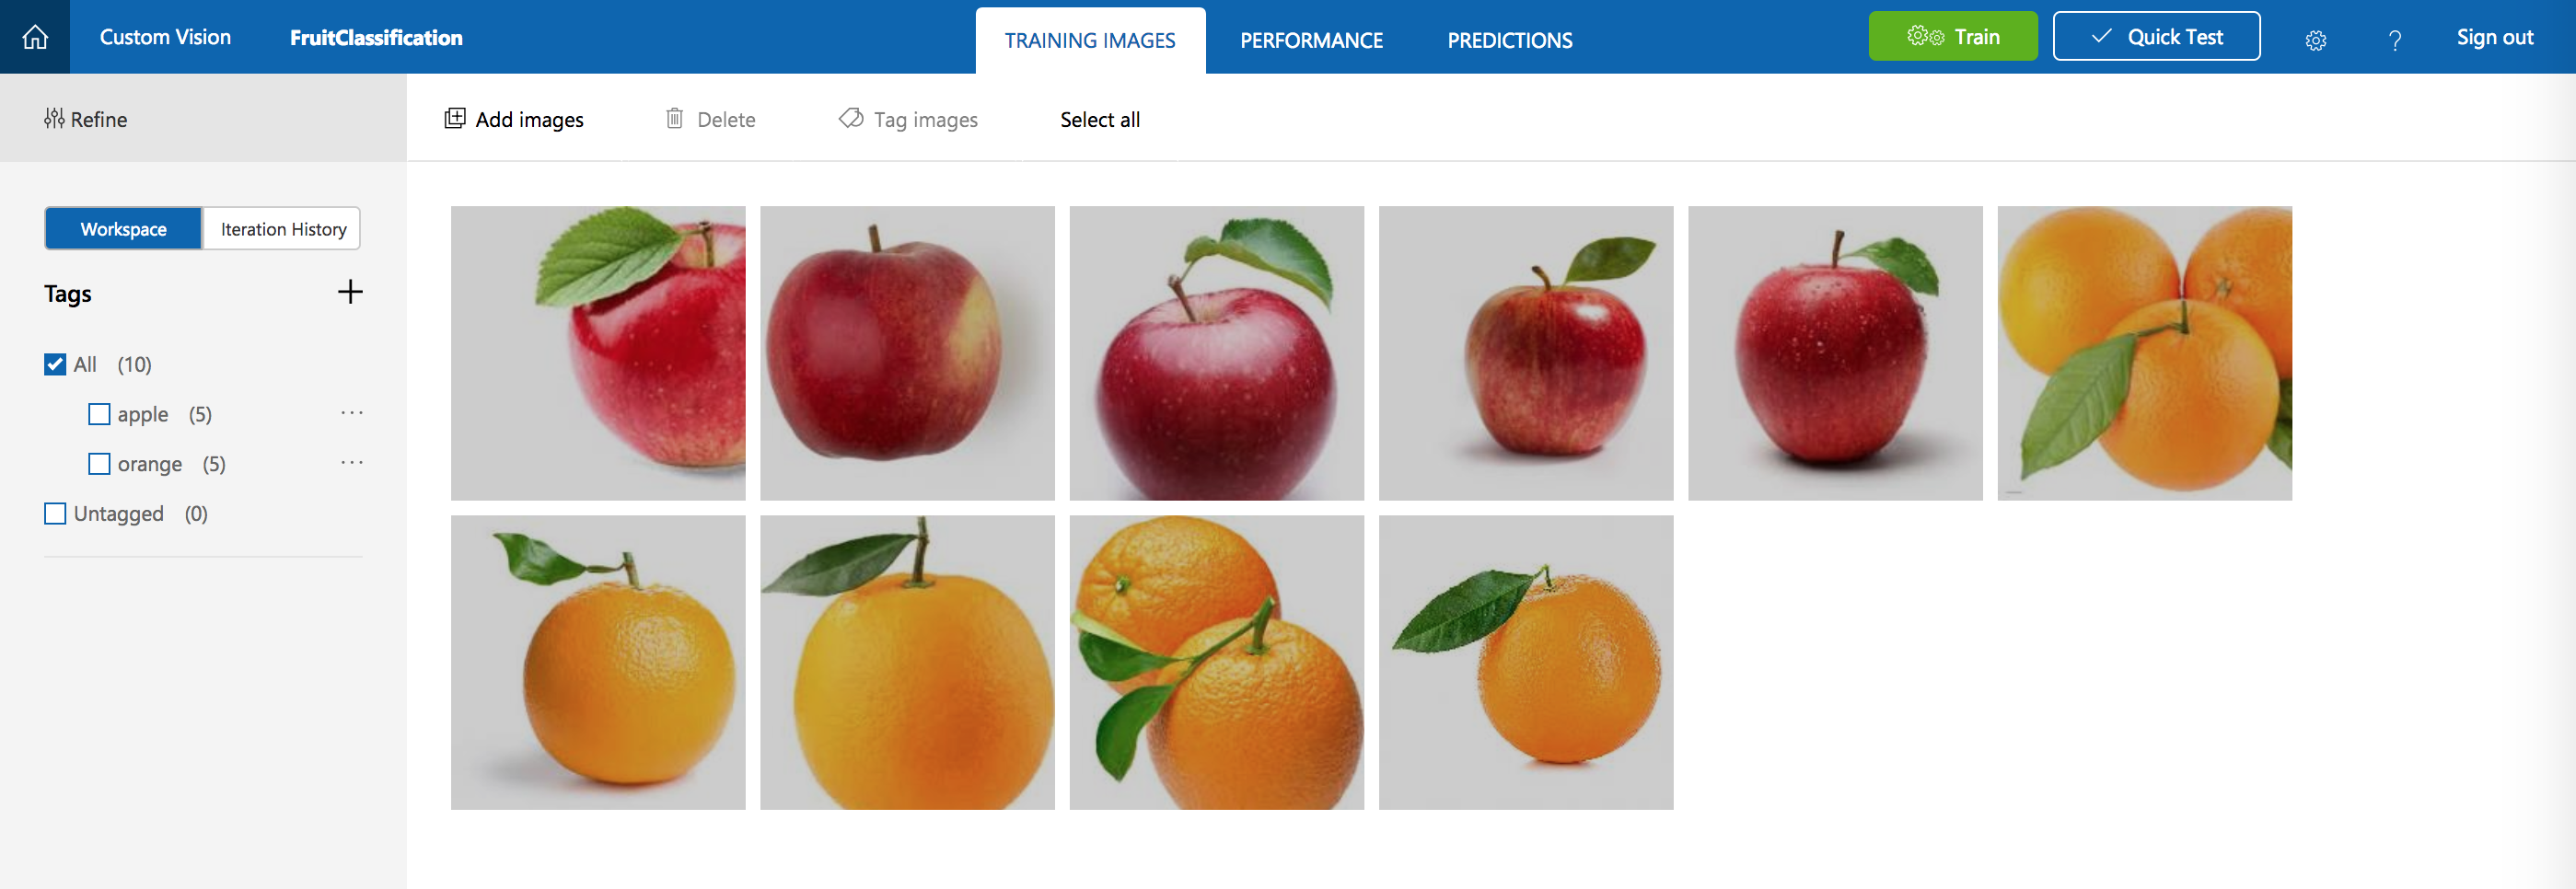 Custom Vision
FruitClassification
TRAINING IMAGES
PERFORMANCE
PREDICTIONS
Train
Quick Test
?
Sign out
Refine
Add images
Delete
Tag images
Select all
Workspace
Iteration History
Tags
All (10)
apple (5)
orange (5)
Untagged (0)